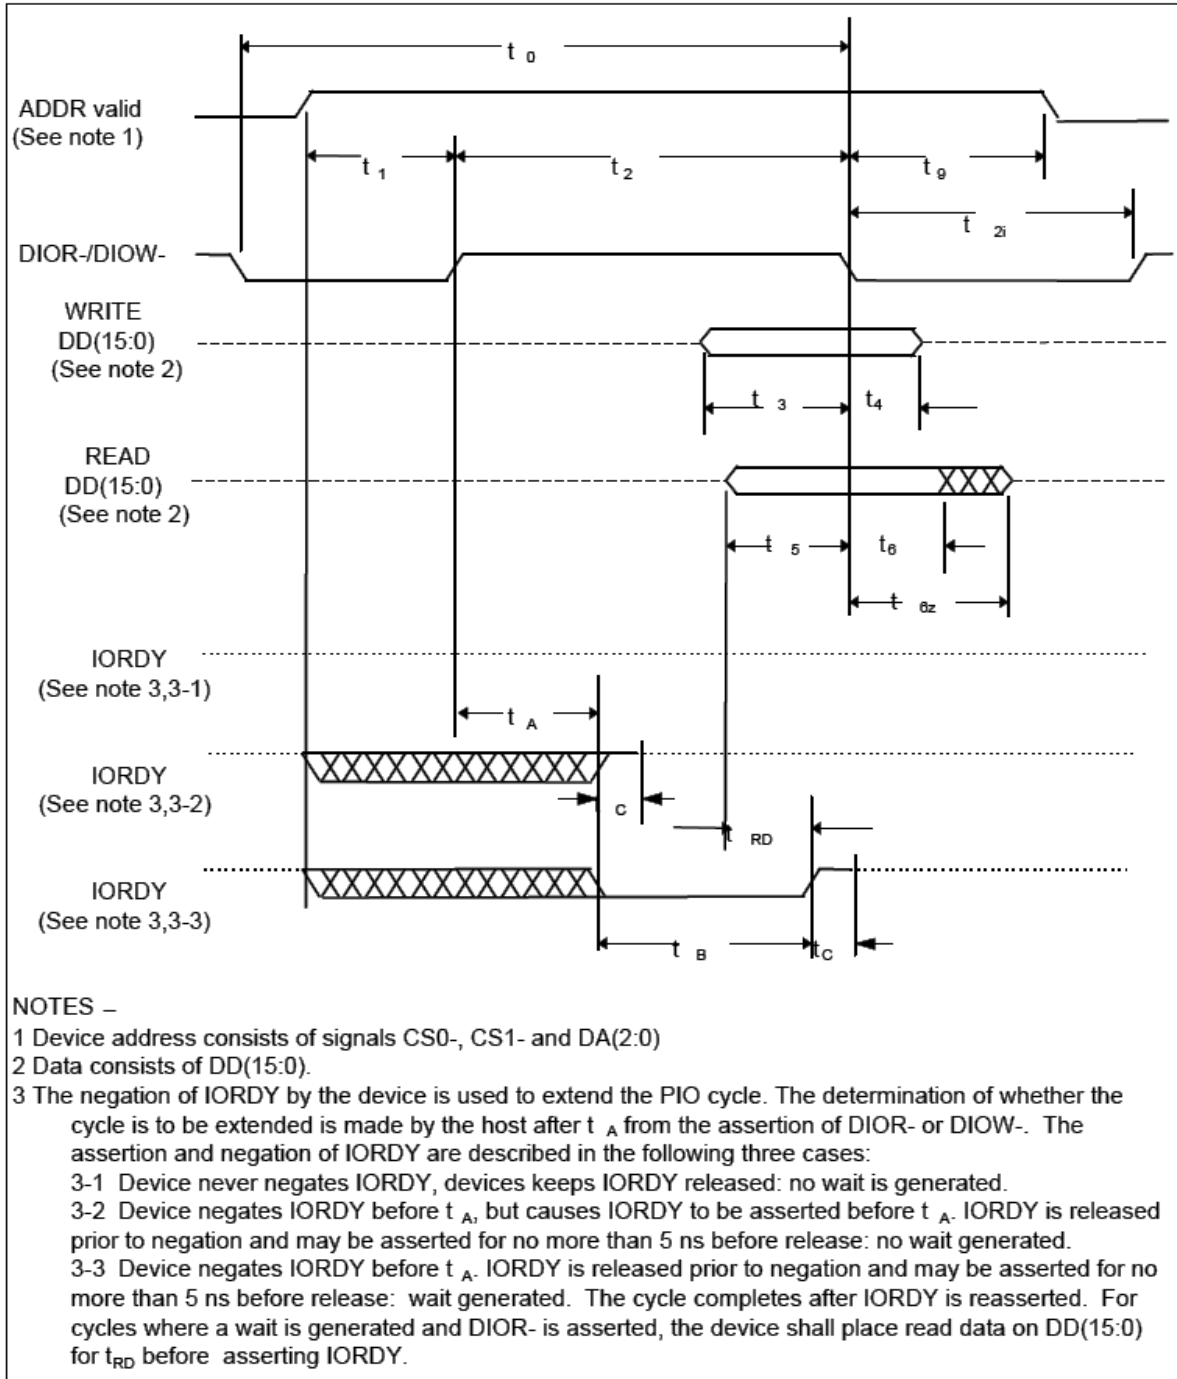 t 0
ADDR valid
(See note 1)
t 1
t 2
t 9
t 2i
DIOR-/DIOW-
WRITE
DD(15:0)
(See note 2)
t 3
t4
READ
DD(15:0)
(See note 2)
t 5
t6
t 6z
IORDY
(See note 3,3-1)
t A
IORDY
(See note 3,3-2)
C
t RD
IORDY
(See note 3,3-3)
t B
tC
NOTES –
1 Device address consists of signals CS0-, CS1- and DA(2:0)
2 Data consists of DD(15:0).
3 The negation of IORDY by the device is used to extend the PIO cycle. The determination of whether the
cycle is to be extended is made by the host after t A from the assertion of DIOR- or DIOW-. The
assertion and negation of IORDY are described in the following three cases:
3-1 Device never negates IORDY, devices keeps IORDY released: no wait is generated.
3-2 Device negates IORDY before t A, but causes IORDY to be asserted before t A. IORDY is released
prior to negation and may be asserted for no more than 5 ns before release: no wait generated.
3-3 Device negates IORDY before t A. IORDY is released prior to negation and may be asserted for no
more than 5 ns before release: wait generated. The cycle completes after IORDY is reasserted. For
cycles where a wait is generated and DIOR- is asserted, the device shall place read data on DD(15:0)
for tRD before asserting IORDY.